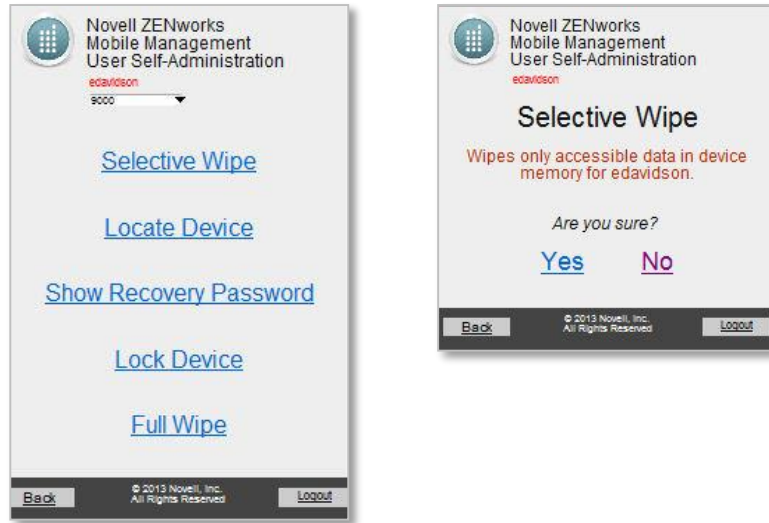 Novell ZENworks
Mobile Management
User Self-Administration
edavidson
9000
Selective Wipe
Locate Device
Show Recovery Password
Lock Device
Full Wipe
Back
© 2013 Novell, Inc.
All Rights Reserved
Logout
Novell ZENworks
Mobile Management
User Self-Administration
edavidson
Selective Wipe
Wipes only accessible data in device
memory for edavidson.
Are you sure?
Yes No
Back
© 2013 Novell, Inc.
All Rights Reserved
Logout